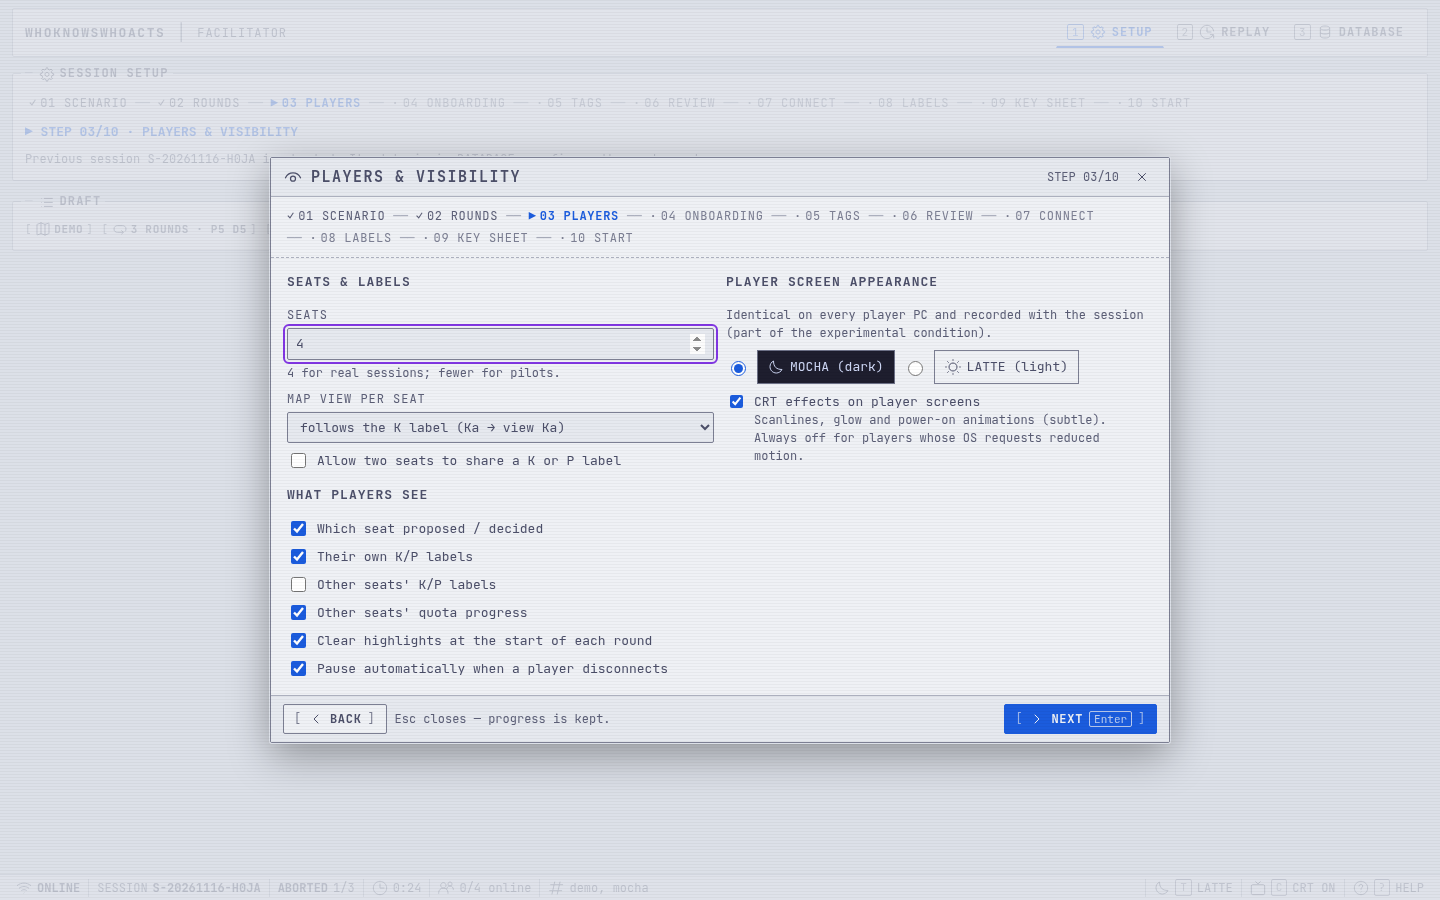 WHOKNOWSWHOACTS | FACILITATOR
1 SETUP 2 REPLAY 3 DATABASE
SESSION SETUP
✓01 SCENARIO — ✓02 ROUNDS — ▶03 PLAYERS — ·04 ONBOARDING — ·05 TAGS — ·06 REVIEW — ·07 CONNECT — ·08 LABELS — ·09 KEY SHEET — ·10 START
▶ STEP 03/10 · PLAYERS & VISIBILITY
Previous session S-20261116-H0JA
DRAFT
[DEMO] [3 ROUNDS · P5 D5]
PLAYERS & VISIBILITY
STEP 03/10 ×
✓01 SCENARIO — ✓02 ROUNDS — ▶03 PLAYERS — ·04 ONBOARDING — ·05 TAGS — ·06 REVIEW — ·07 CONNECT
— ·08 LABELS — ·09 KEY SHEET — ·10 START
SEATS & LABELS
SEATS
4
4 for real sessions; fewer for pilots.
MAP VIEW PER SEAT
follows the K label (Ka → view Ka)
Allow two seats to share a K or P label
WHAT PLAYERS SEE
Which seat proposed / decided
Their own K/P labels
Other seats' K/P labels
Other seats' quota progress
Clear highlights at the start of each round
Pause automatically when a player disconnects
PLAYER SCREEN APPEARANCE
Identical on every player PC and recorded with the session
(part of the experimental condition).
MOCHA (dark) LATTE (light)
CRT effects on player screens
Scanlines, glow and power-on animations (subtle).
Always off for players whose OS requests reduced
motion.
[ < BACK ] Esc closes — progress is kept.
[ > NEXT Enter ]
ONLINE SESSION S-20261116-H0JA ABORTED 1/3 0:24 0/4 online # demo, mocha
T LATTE C CRT ON ? HELP